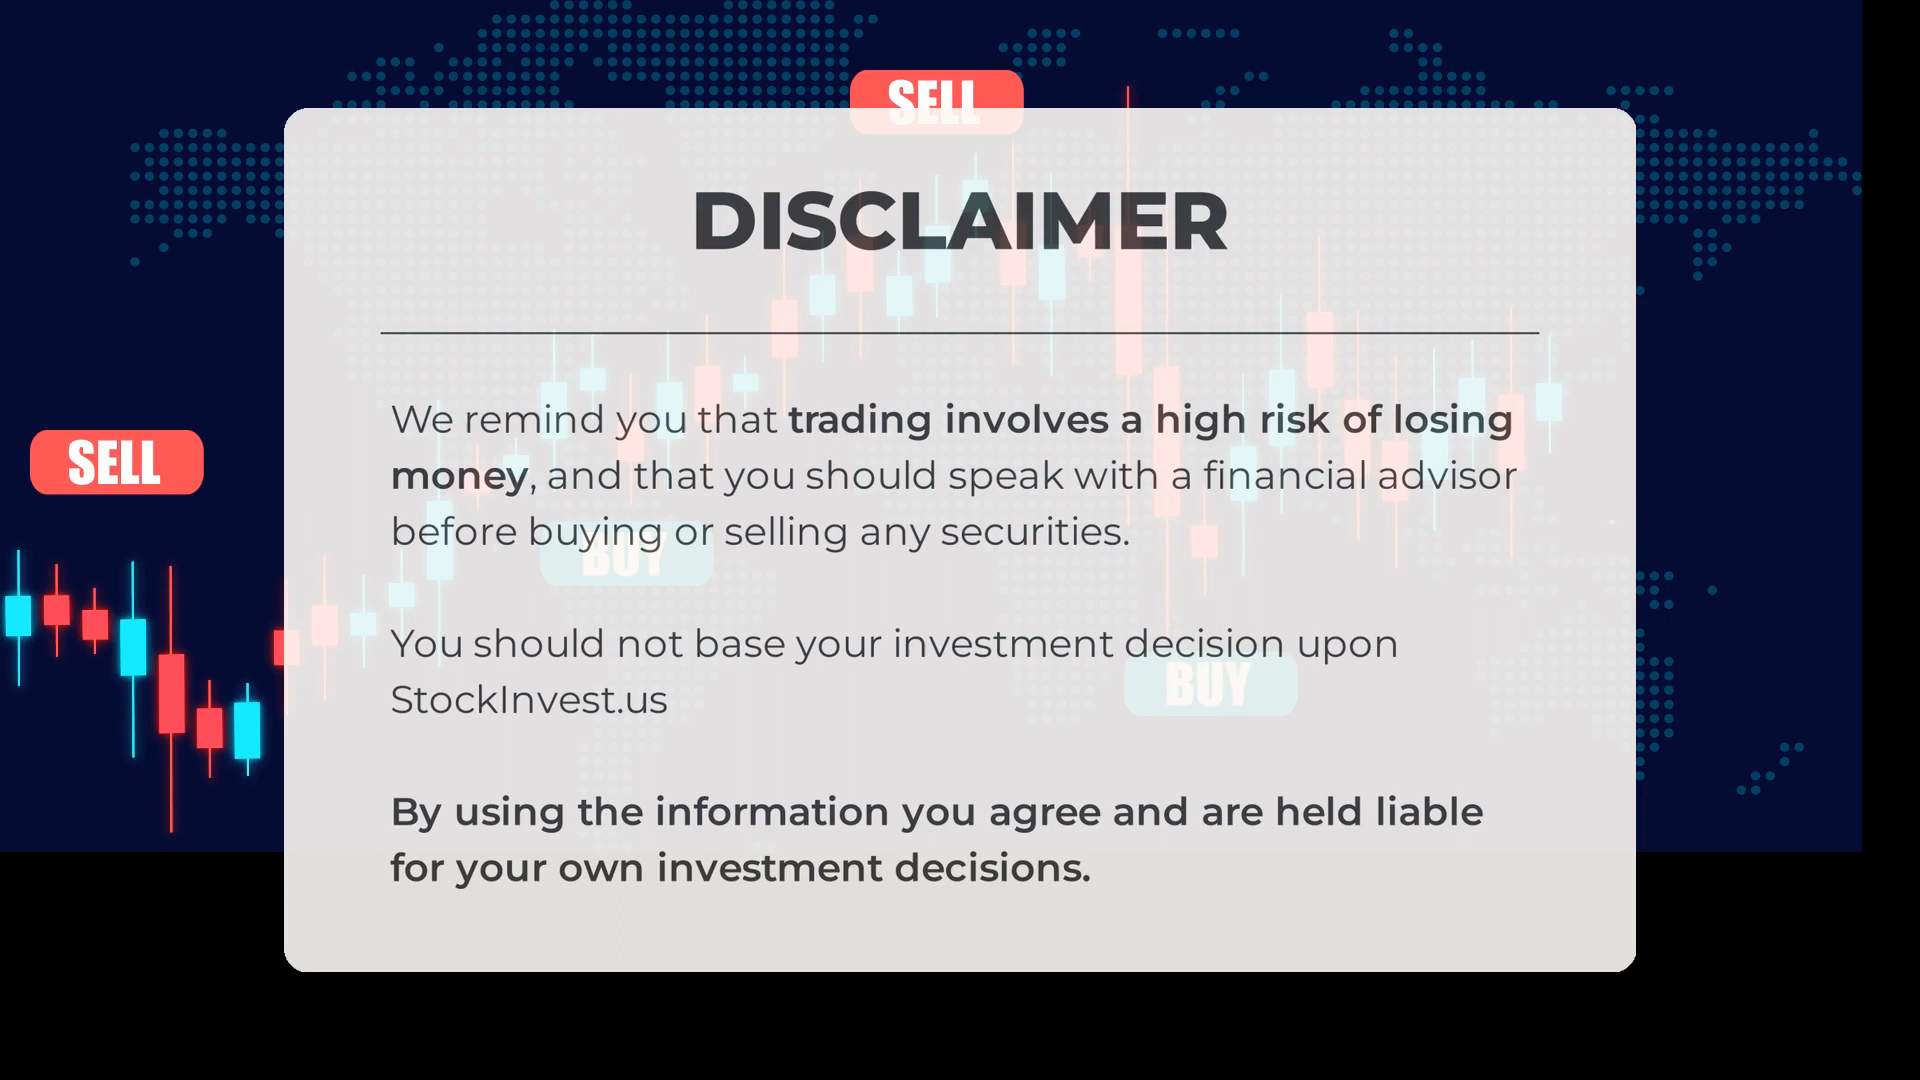 SELL
DISCLAIMER
SELL
We remind you that trading involves a high risk of losing
money, and that you should speak with a financial advisor
before buying or selling any securities.
BUY
You should not base your investment decision upon
StockInvest.us
BUY
By using the information you agree and are held liable
for your own investment decisions.